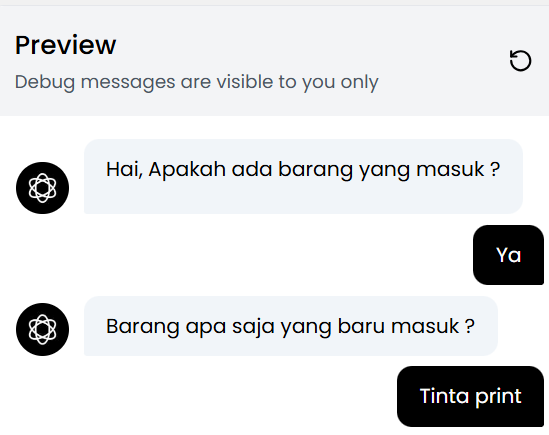 Preview
Debug messages are visible to you only
Hai, Apakah ada barang yang masuk ?
Ya
Barang apa saja yang baru masuk ?
Tinta print